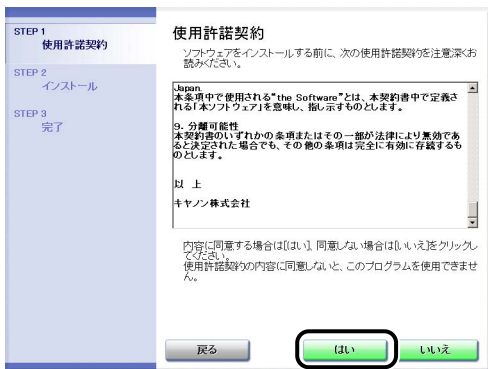 STEP 1
使用許諾契約
STEP 2
インストール
STEP 3
完了
使用許諾契約
ソフトウェアをインストールする前に、次の使用許諾契約を注意深くお
読みください。
Japan.
本条項中で使用される"the Software"とは、本契約書中で定義さ
れる「本ソフトウェア」を意味し、指し示すものとします。
9. 分離可能性
本契約書のいずれかの条項またはその一部が法律により無効であ
ると決定された場合でも、その他の条項は完全に有効に存続するも
のとします。
以 上
キヤノン株式会社
内容に同意する場合は[はい]、同意しない場合は[いいえ]をクリックし
てください。
使用許諾契約の内容に同意しないと、このプログラムを使用できませ
ん。
戻る
はい
いいえ